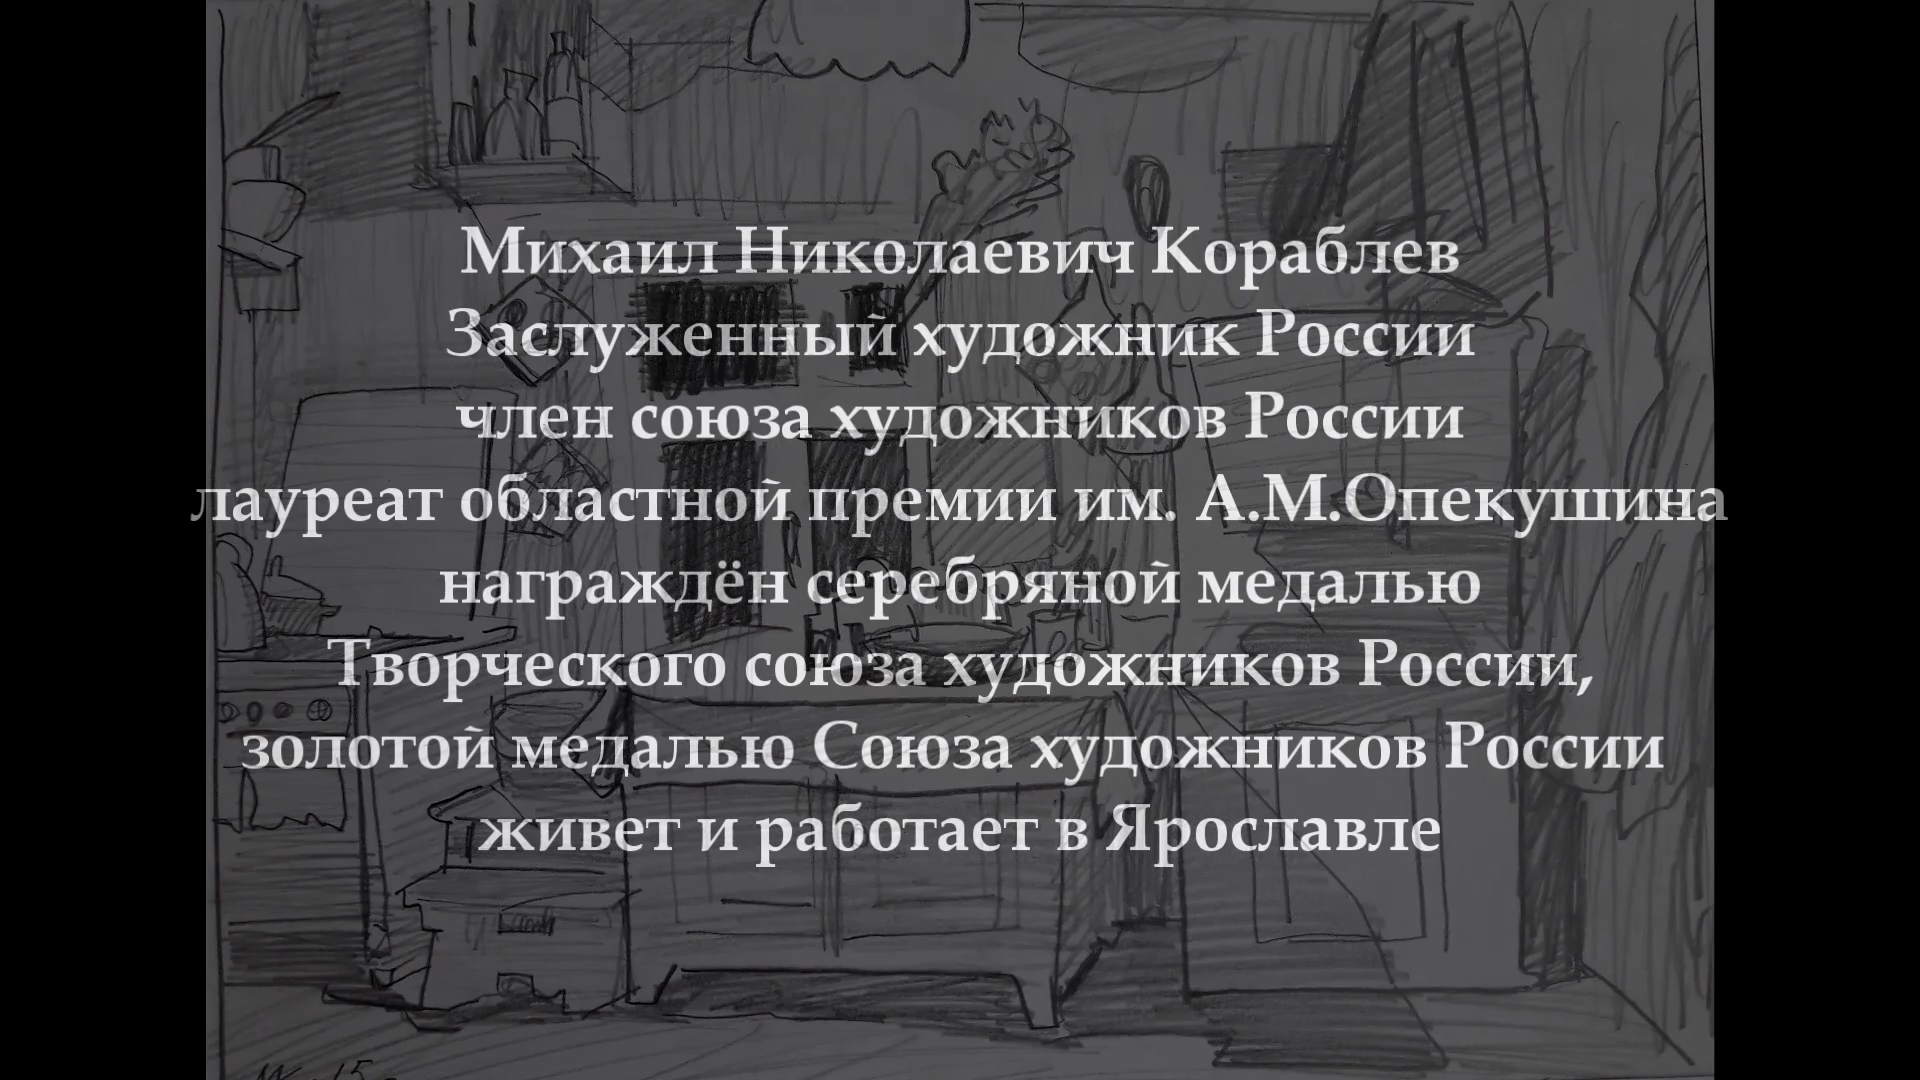 Михаил Николаевич Кораблев
Заслуженный художник России
член союза художников России
лауреат областной премии им. А.М.Опекушина
награждён серебряной медалью
Творческого союза художников России,
золотой медалью Союза художников России
живет и работает в Ярославле